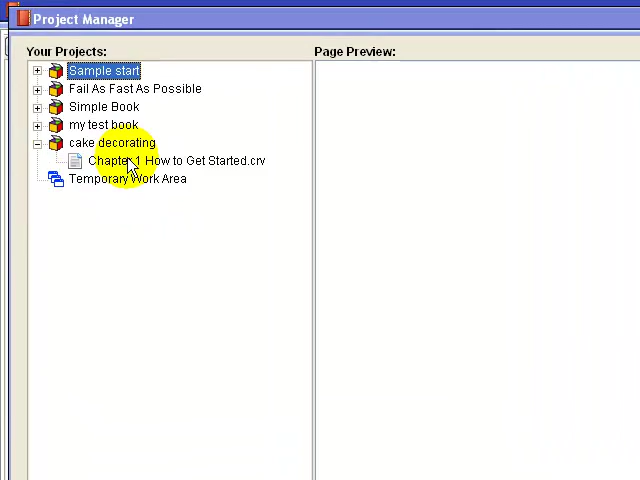 Project Manager
Your Projects:
Sample start
Fail As Fast As Possible
Simple Book
my test book
cake decorating
Chapter 1 How to Get Started.crv
Temporary Work Area
Page Preview: